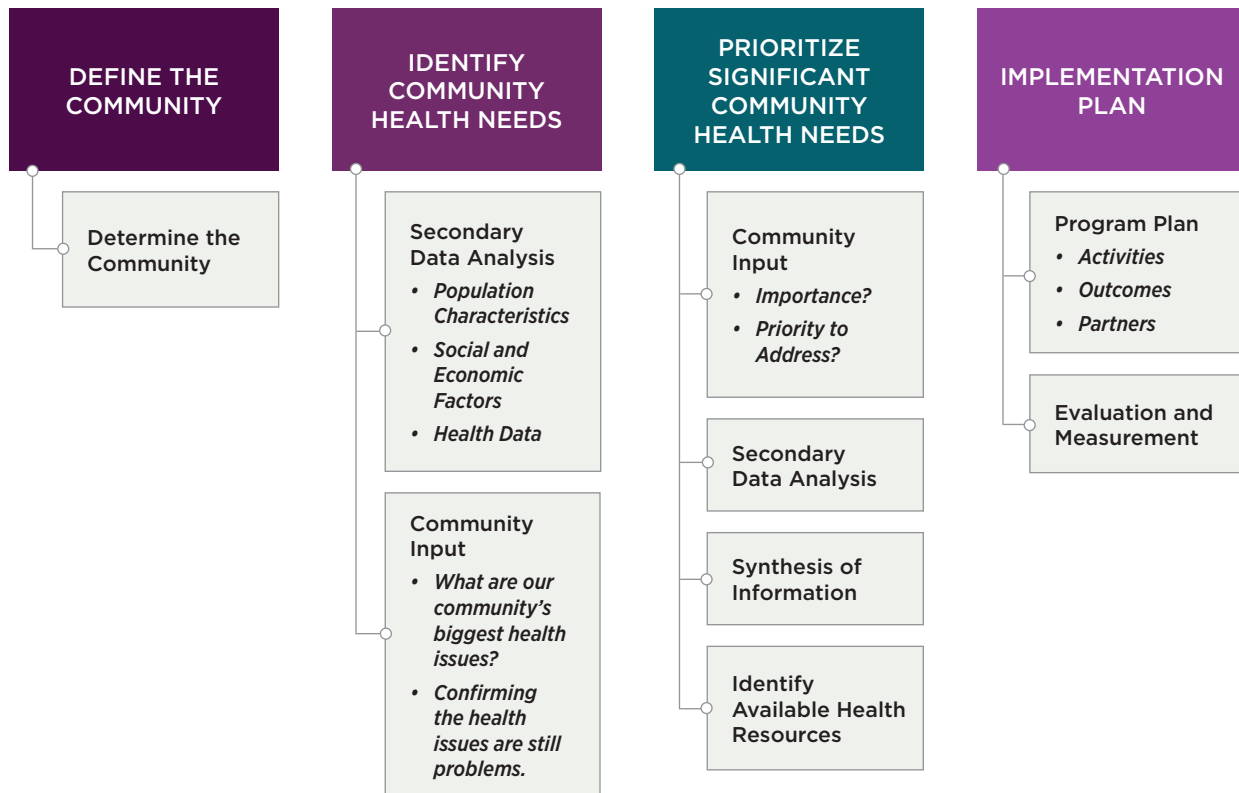 DEFINE THE
COMMUNITY
Determine the
Community
IDENTIFY
COMMUNITY
HEALTH NEEDS
Secondary
Data Analysis
• Population
Characteristics
• Social and
Economic
Factors
• Health Data
Community
Input
• What are our
community’s
biggest health
issues?
• Confirming
the health
issues are still
problems.
PRIORITIZE
SIGNIFICANT
COMMUNITY
HEALTH NEEDS
Community
Input
• Importance?
• Priority to
Address?
Secondary
Data Analysis
Synthesis of
Information
Identify
Available Health
Resources
IMPLEMENTATION
PLAN
Program Plan
• Activities
• Outcomes
• Partners
Evaluation and
Measurement